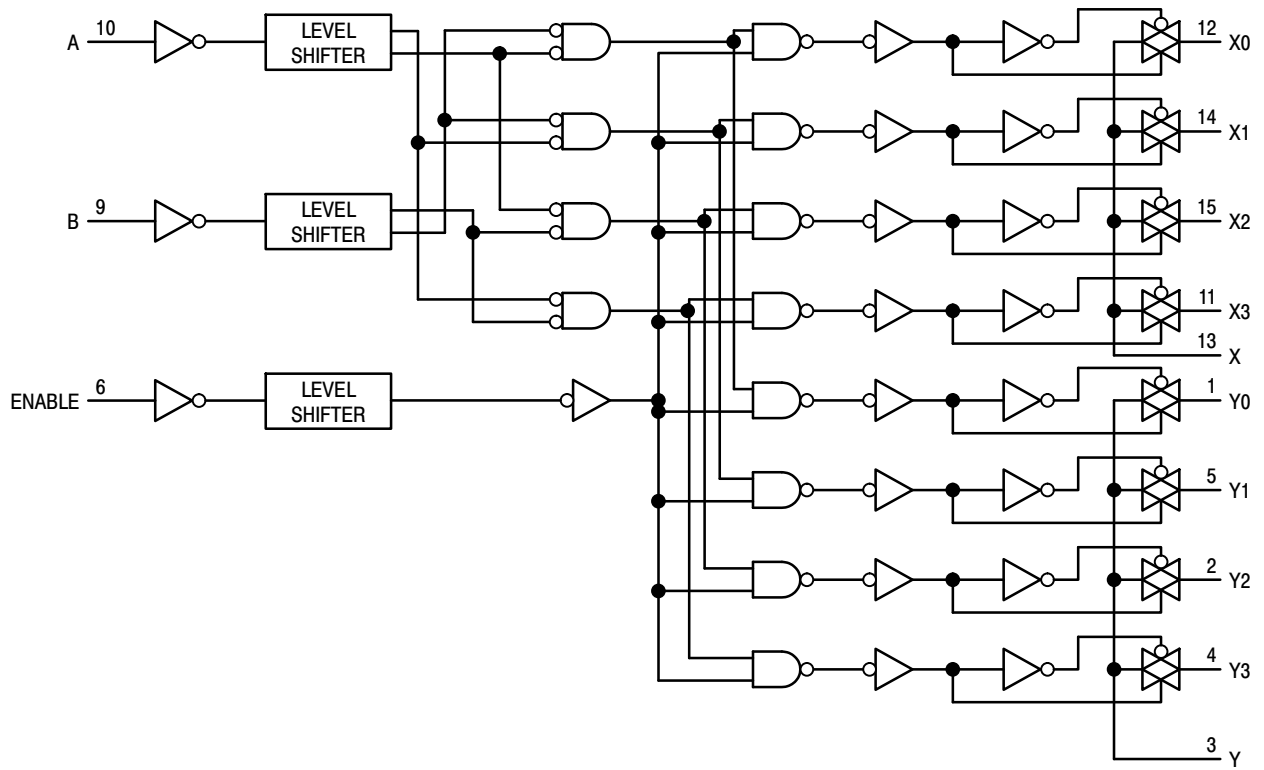 A 10 LEVEL SHIFTER 12 X0
14 X1
B 9 LEVEL SHIFTER 15 X2
11 X3
13 X
ENABLE 6 LEVEL SHIFTER 1 Y0
5 Y1
2 Y2
4 Y3
3 Y